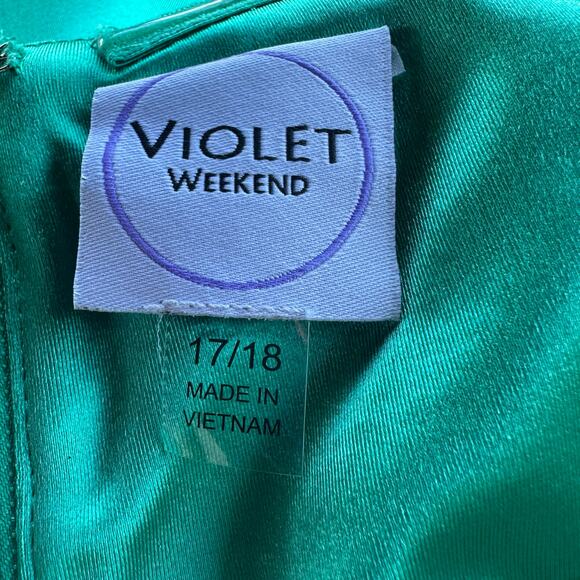 VIOLET
WEEKEND
17/18
MADE IN
VIETNAM